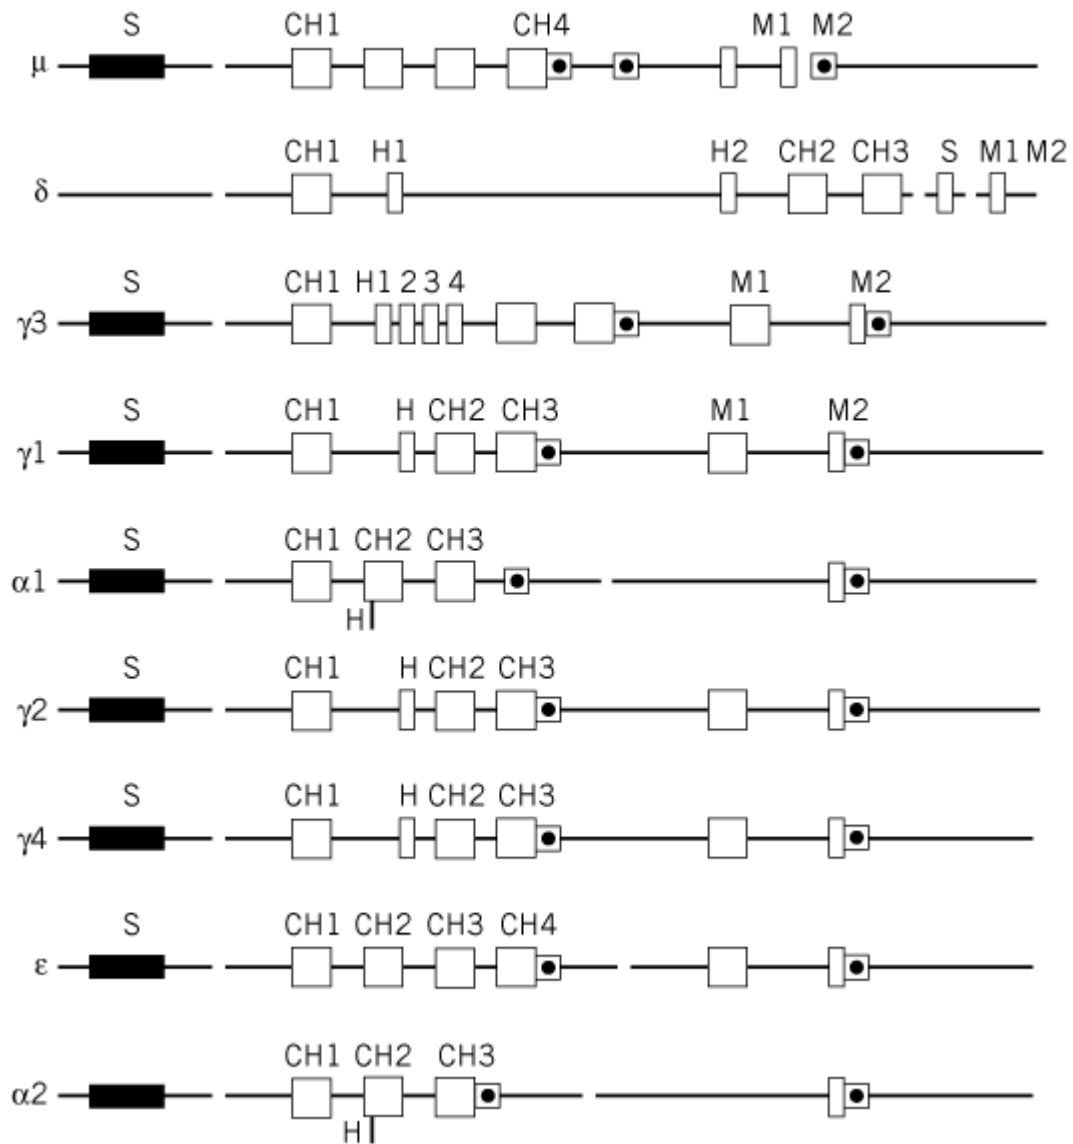 S CH1 CH4 M1 M2
μ
CH1 H1 H2 CH2 CH3 S M1 M2
δ
S CH1 H1 2 3 4 M1 M2
γ3
S CH1 H CH2 CH3 M1 M2
γ1
S CH1 CH2 CH3
α1
H
S CH1 H CH2 CH3
γ2
S CH1 H CH2 CH3
γ4
S CH1 CH2 CH3 CH4
ε
CH1 CH2 CH3
α2
H